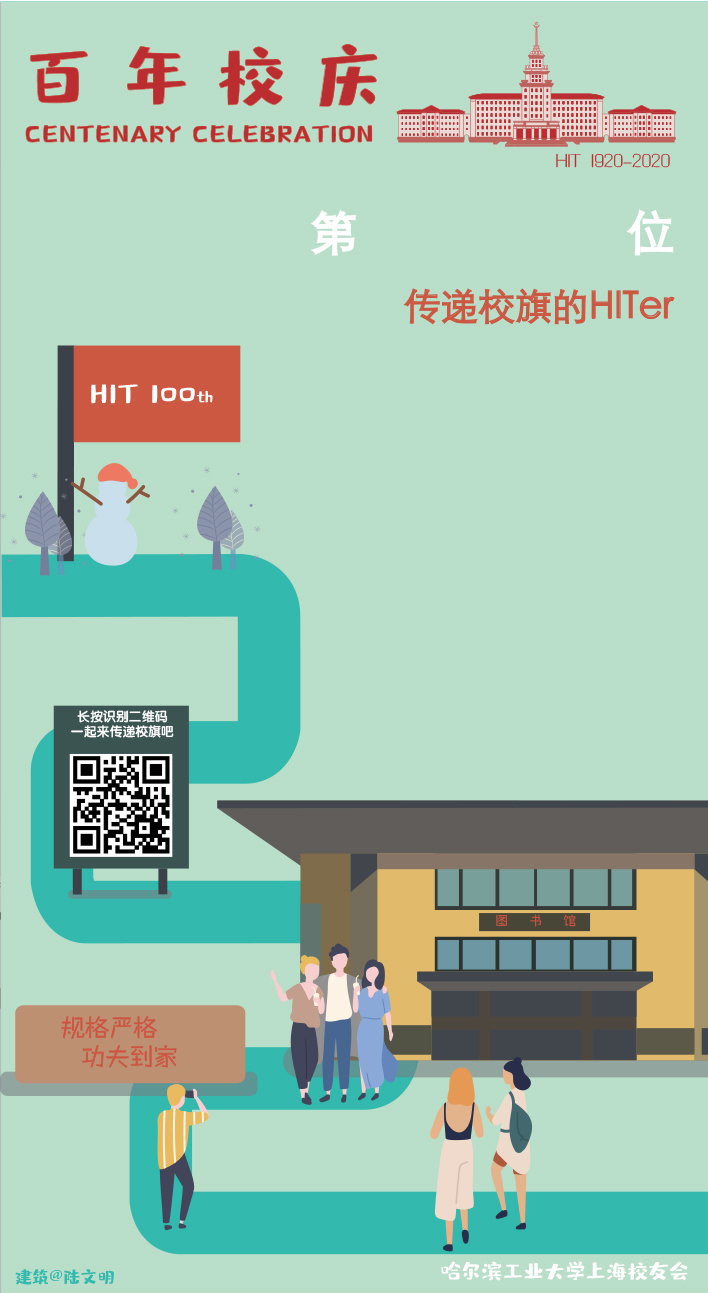 百年校庆
CENTENARY CELEBRATION
HIT 1920-2020
第 位
传递校旗的HITer
HIT 100th
长按识别二维码
一起来传递校旗吧
图书馆
规格严格
功夫到家
建筑@陆文明
哈尔滨工业大学上海校友会